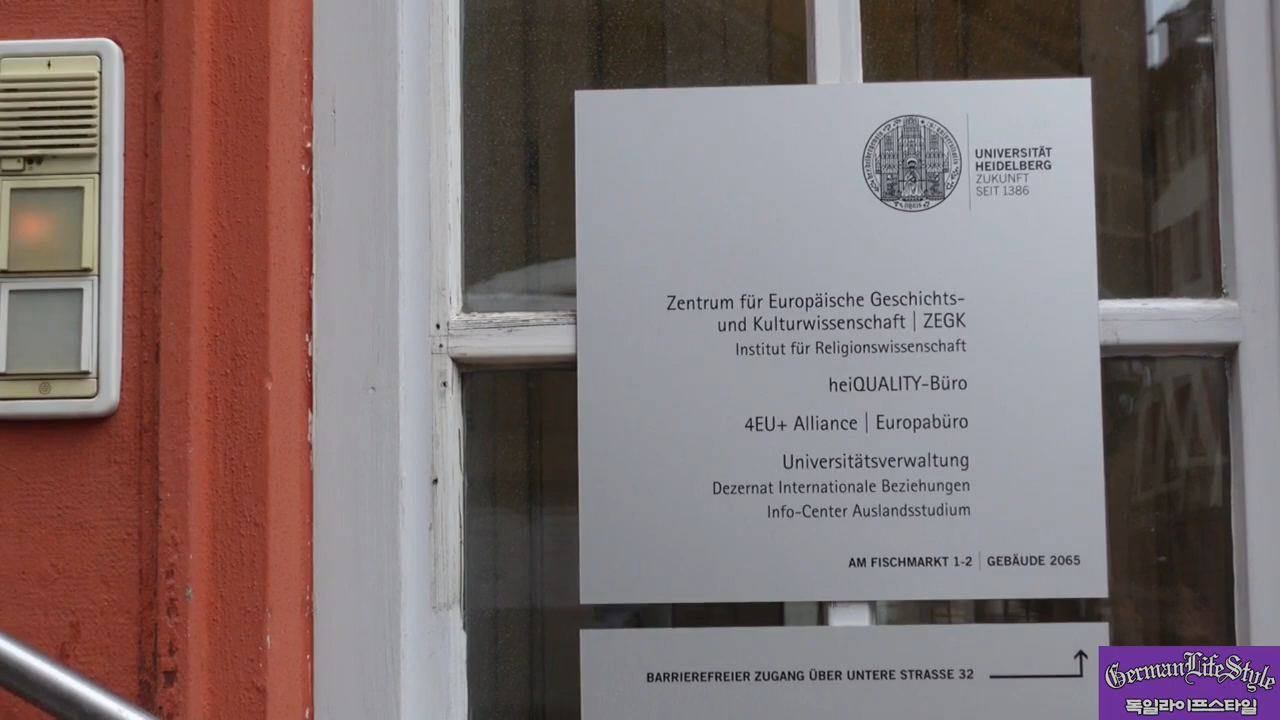 UNIVERSITÄT
HEIDELBERG
ZUKUNFT
SEIT 1386
Zentrum für Europäische Geschichts-
und Kulturwissenschaft | ZEGK
Institut für Religionswissenschaft
heiQUALITY-Büro
4EU+ Alliance | Europabüro
Universitätsverwaltung
Dezernat Internationale Beziehungen
Info-Center Auslandsstudium
AM FISCHMARKT 1-2 | GEBÄUDE 2065
BARRIEREFREIER ZUGANG ÜBER UNTERE STRASSE 32
GermanLifeStyle
독일라이프스타일